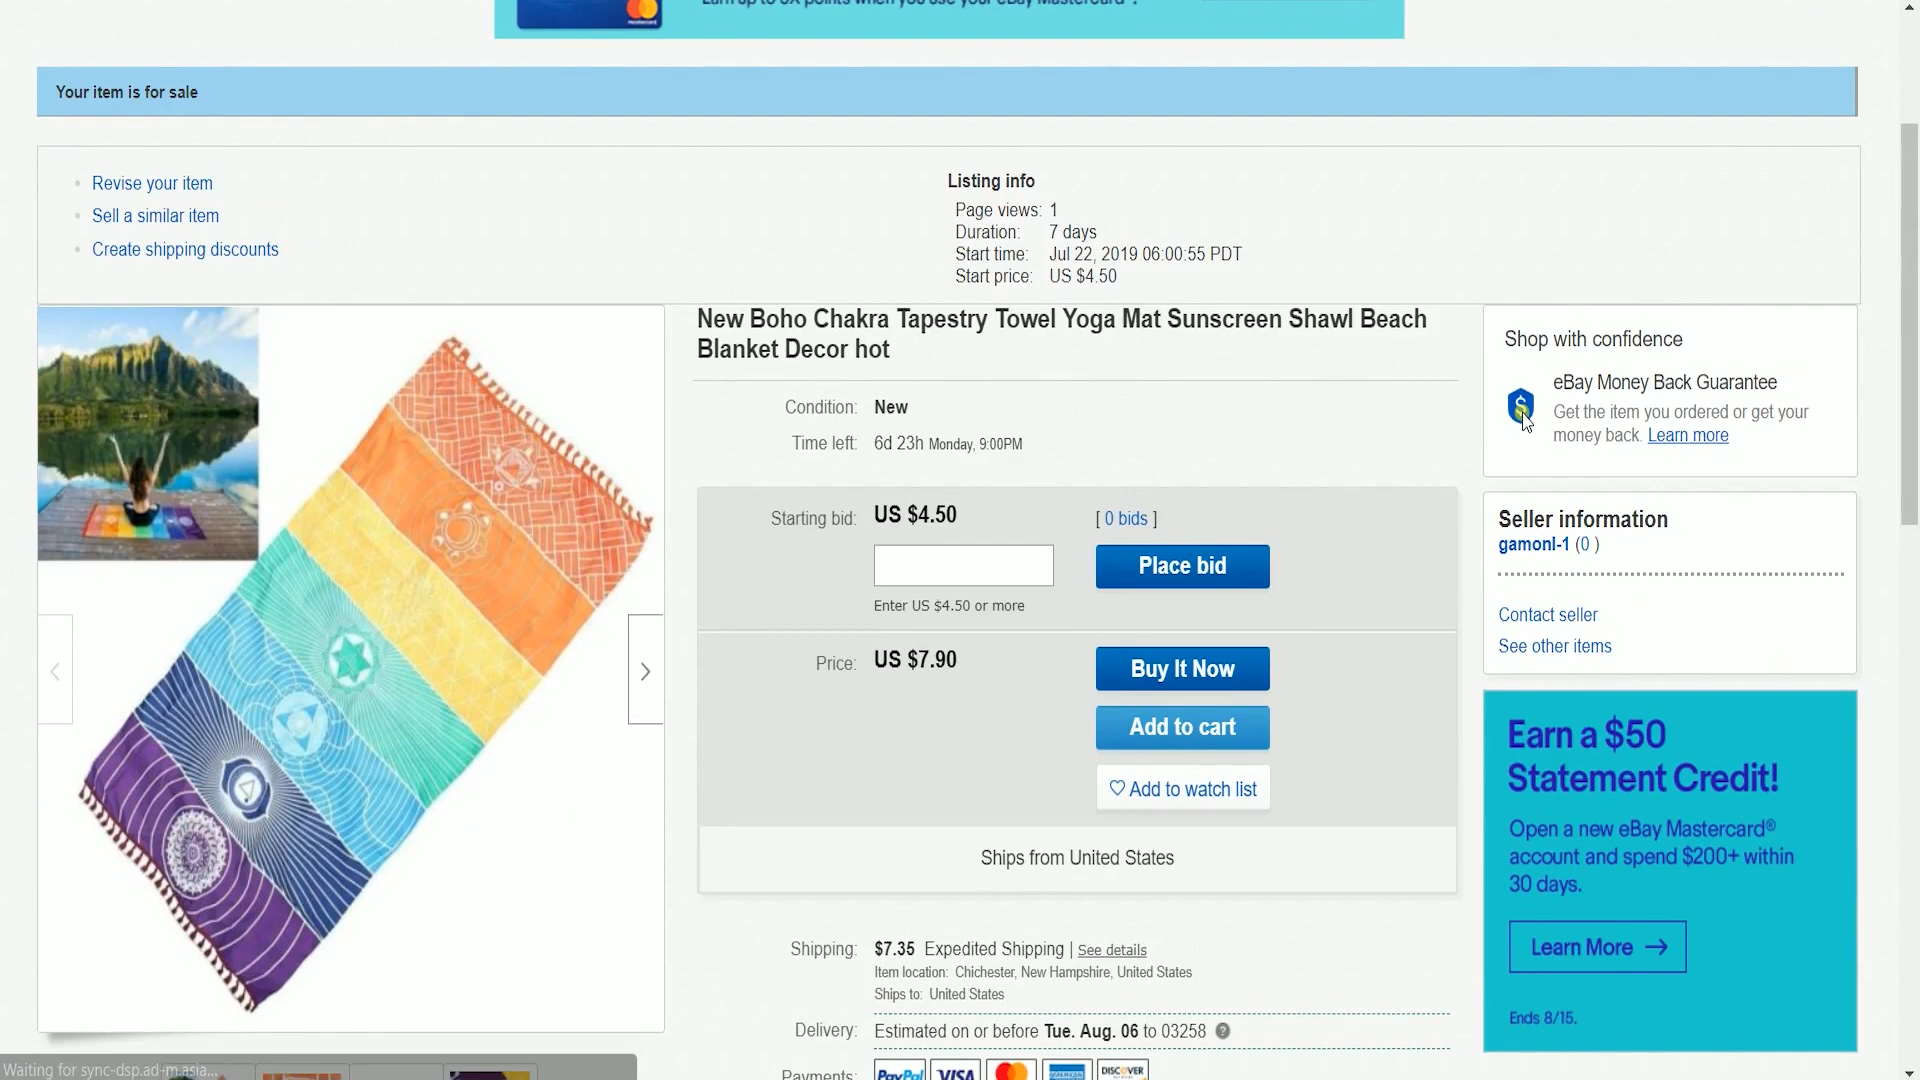 Earn up to 5X points when you use your eBay Mastercard®.
Your item is for sale
Revise your item
Sell a similar item
Create shipping discounts
Listing info
Page views: 1
Duration: 7 days
Start time: Jul 22, 2019 06:00:55 PDT
Start price: US $4.50
New Boho Chakra Tapestry Towel Yoga Mat Sunscreen Shawl Beach
Blanket Decor hot
Condition: New
Time left: 6d 23h Monday, 9:00PM
Starting bid: US $4.50
[ 0 bids ]
Place bid
Enter US $4.50 or more
Price: US $7.90
Buy It Now
Add to cart
Add to watch list
Ships from United States
Shipping: $7.35 Expedited Shipping | See details
Item location: Chichester, New Hampshire, United States
Ships to: United States
Delivery: Estimated on or before Tue. Aug. 06 to 03258 ?
Payments: PayPal VISA DISCOVER
Shop with confidence
eBay Money Back Guarantee
Get the item you ordered or get your
money back. Learn more
Seller information
gamonl-1 (0 )
Contact seller
See other items
Earn a $50
Statement Credit!
Open a new eBay Mastercard®
account and spend $200+ within
30 days.
Learn More →
Ends 8/15.
Waiting for sync-dsp.ad-m.asia...